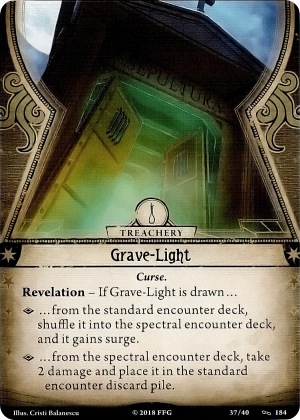 SEPULTURA
TREACHERY
Grave-Light
Curse.
Revelation – If Grave-Light is drawn…
…from the standard encounter deck,
shuffle it into the spectral encounter deck,
and it gains surge.
…from the spectral encounter deck, take
2 damage and place it in the standard
encounter discard pile.
Illus. Cristi Balanescu © 2018 FFG 37/40 184